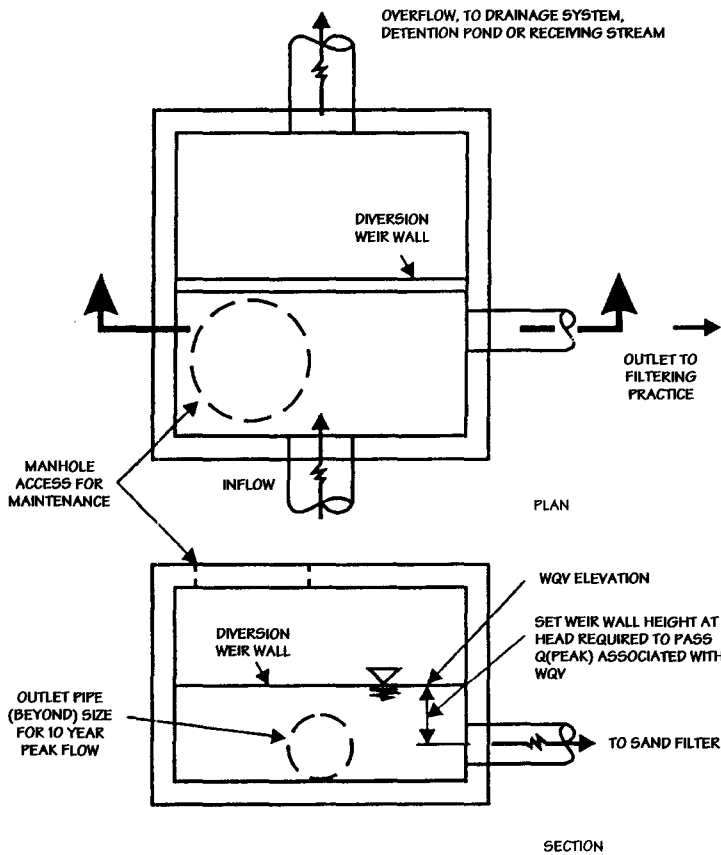 OVERFLOW, TO DRAINAGE SYSTEM,
DETENTION POND OR RECEIVING STREAM
DIVERSION
WEIR WALL
OUTLET TO
FILTERING
PRACTICE
MANHOLE
ACCESS FOR
MAINTENANCE
INFLOW
PLAN
WQV ELEVATION
SET WEIR WALL HEIGHT AT
HEAD REQUIRED TO PASS
Q(PEAK) ASSOCIATED WITH
WQV
DIVERSION
WEIR WALL
OUTLET PIPE
(BEYOND) SIZE
FOR 10 YEAR
PEAK FLOW
TO SAND FILTER
SECTION